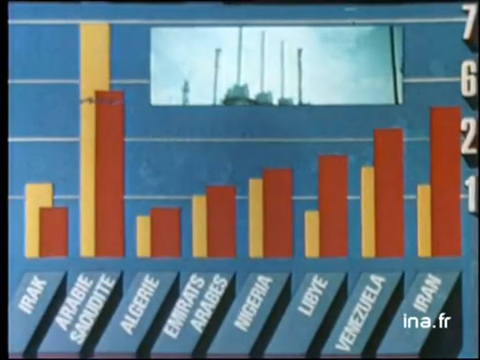 7
6
2
1
IRAK
ARABIE
SAOUDITE
ALGERIE
EMIRATS
ARABES
NIGERIA
LIBYE
VENEZUELA
IRAN
ina.fr